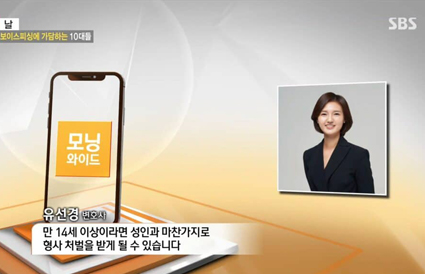 날
SBS
보이스피싱에 가담하는 10대들
모닝
와이드
유선경 변호사
만 14세 이상이라면 성인과 마찬가지로
형사 처벌을 받게 될 수 있습니다